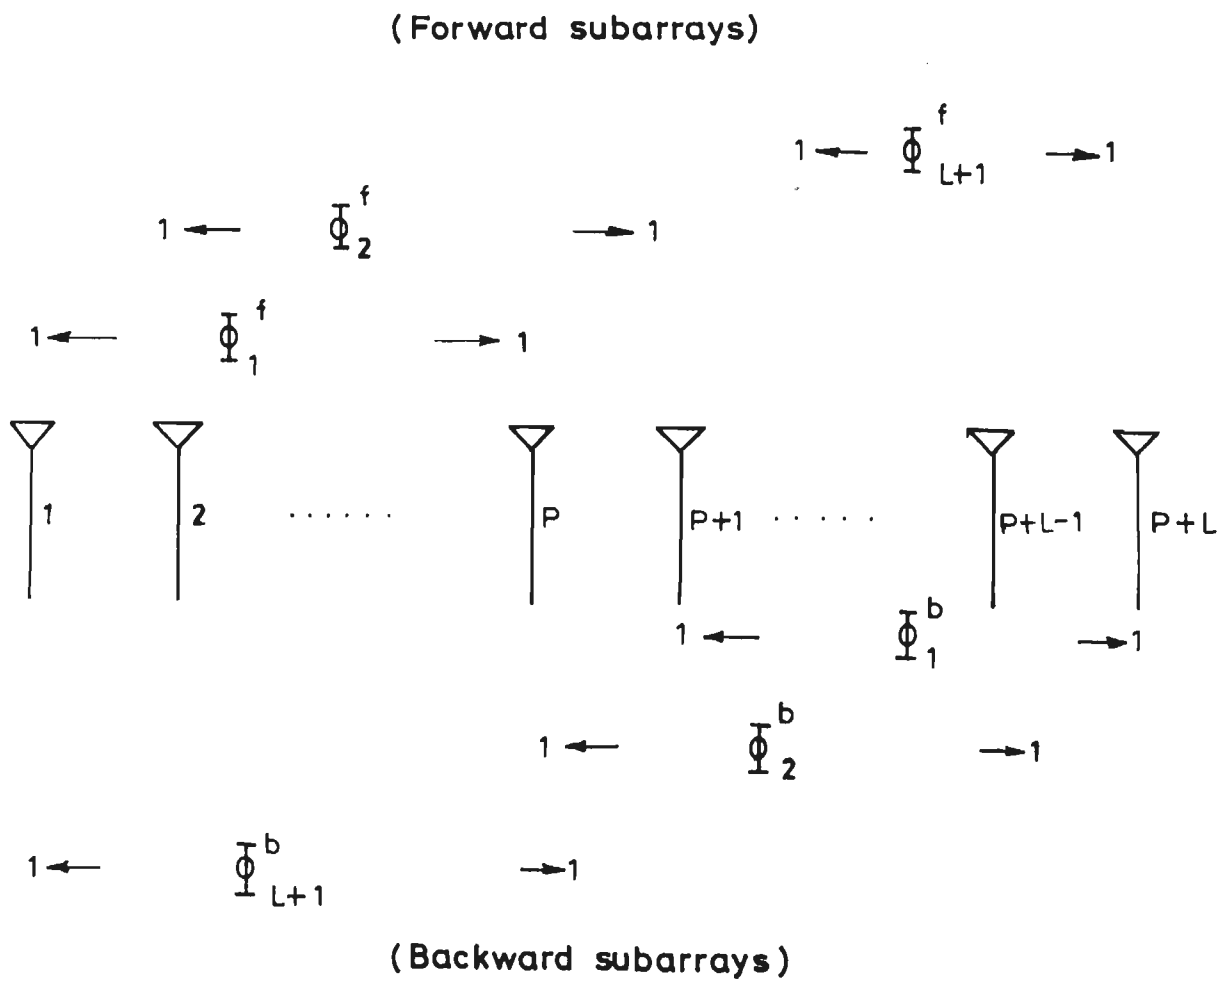 (Forward subarrays)
1 ← Φ^f_{L+1} → 1
1 ← Φ^f_2 → 1
1 ← Φ^f_1 → 1
1 2 ...... P P+1 ..... P+L-1 P+L
1 ← Φ^b_1 → 1
1 ← Φ^b_2 → 1
1 ← Φ^b_{L+1} → 1
(Backward subarrays)